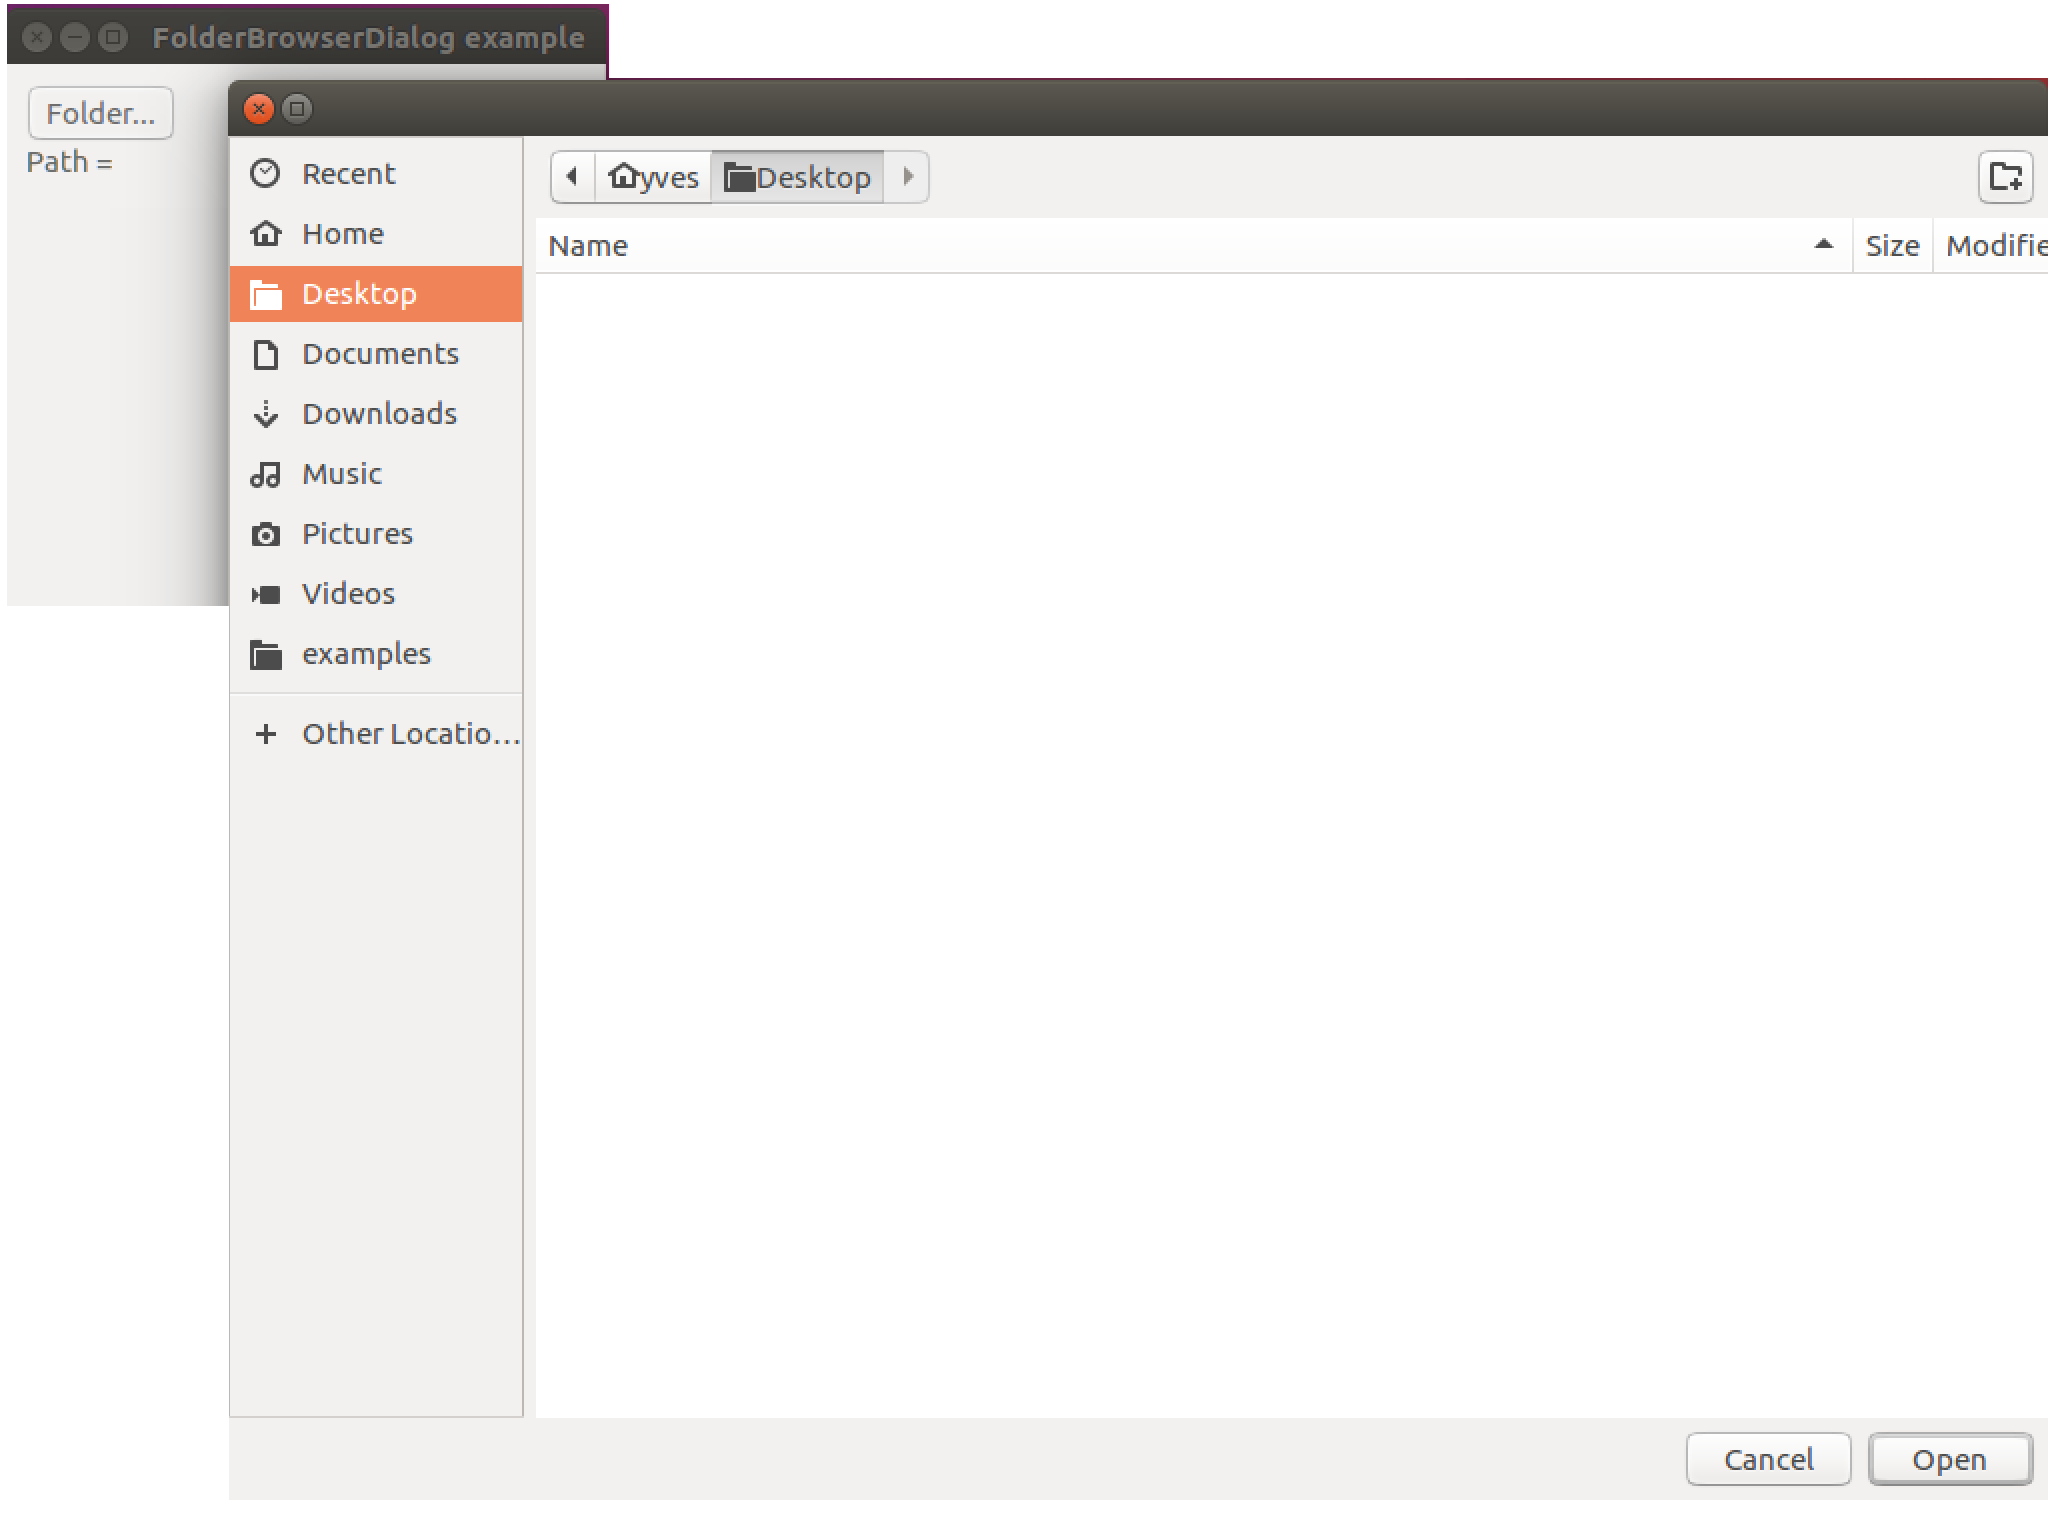 FolderBrowserDialog example
Folder...
Path =
Recent
Home
Desktop
Documents
Downloads
Music
Pictures
Videos
examples
Other Locatio...
yves Desktop
Name Size Modifie
Cancel Open